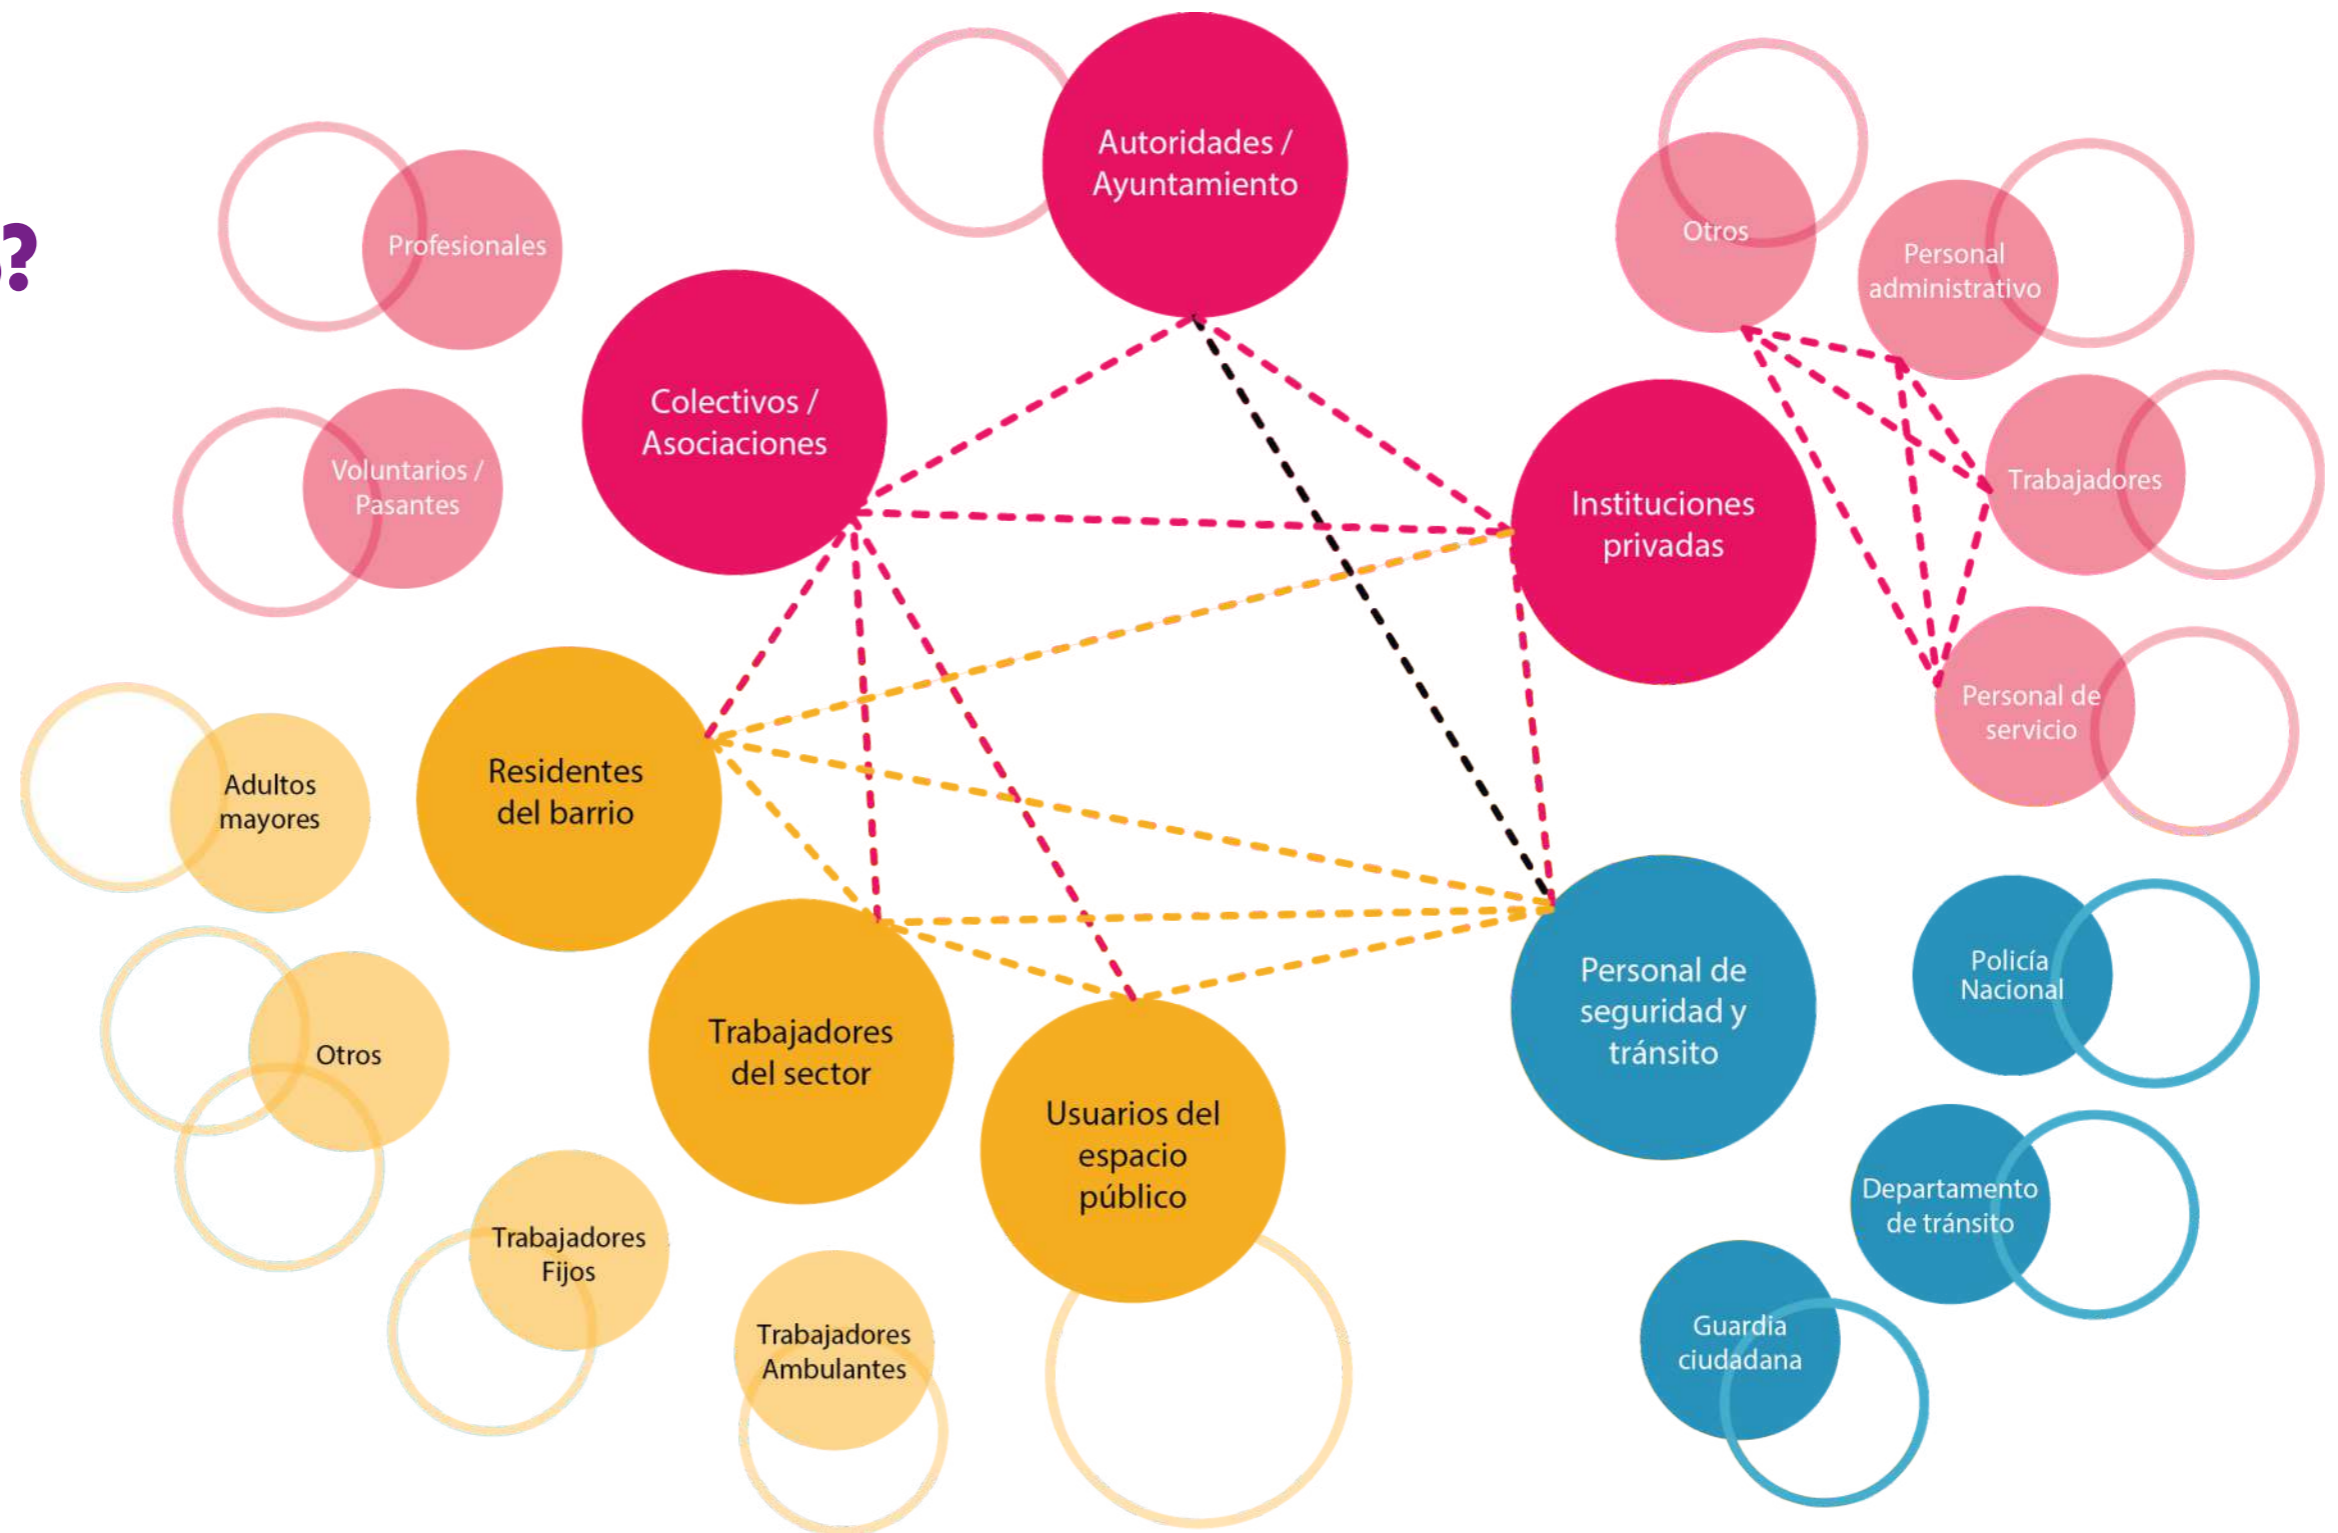 ?
Autoridades /
Ayuntamiento
Profesionales
Otros
Personal
administrativo
Colectivos /
Asociaciones
Voluntarios /
Pasantes
Instituciones
privadas
Trabajadores
Personal de
servicio
Residentes
del barrio
Adultos
mayores
Trabajadores
del sector
Otros
Usuarios del
espacio
público
Personal de
seguridad y
tránsito
Policía
Nacional
Departamento
de tránsito
Trabajadores
Fijos
Trabajadores
Ambulantes
Guardia
ciudadana